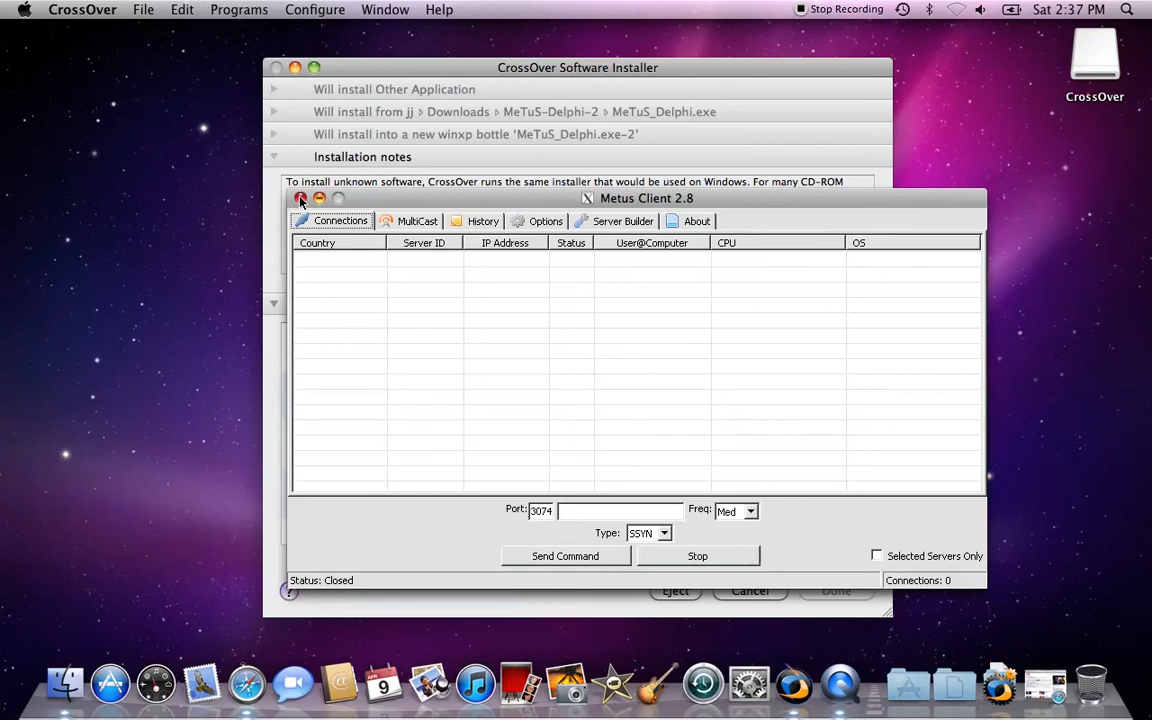 CrossOver File Edit Programs Configure Window Help Stop Recording Sat 2:37 PM
CrossOver Software Installer
CrossOver
Will install Other Application
Will install from jj > Downloads > MeTuS-Delphi-2 > MeTuS_Delphi.exe
Will install into a new winxp bottle 'MeTuS_Delphi.exe-2'
Installation notes
To install unknown software, CrossOver runs the same installer that would be used on Windows. For many CD-ROM
X Metus Client 2.8
Connections MultiCast History Options Server Builder About
Country Server ID IP Address Status User@Computer CPU OS
Port: 3074 Freq: Med
Type: SSYN
Send Command Stop Selected Servers Only
Status: Closed Connections: 0
? Eject Cancel Done
APR
9